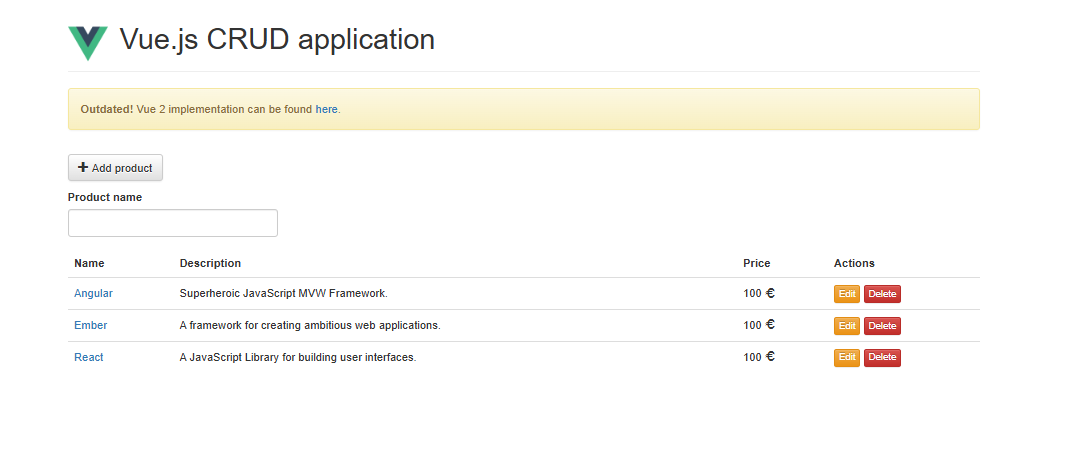 Vue.js CRUD application
Outdated! Vue 2 implementation can be found here.
+ Add product
Product name
Name Description Price Actions
Angular Superheroic JavaScript MVW Framework. 100 € Edit Delete
Ember A framework for creating ambitious web applications. 100 € Edit Delete
React A JavaScript Library for building user interfaces. 100 € Edit Delete